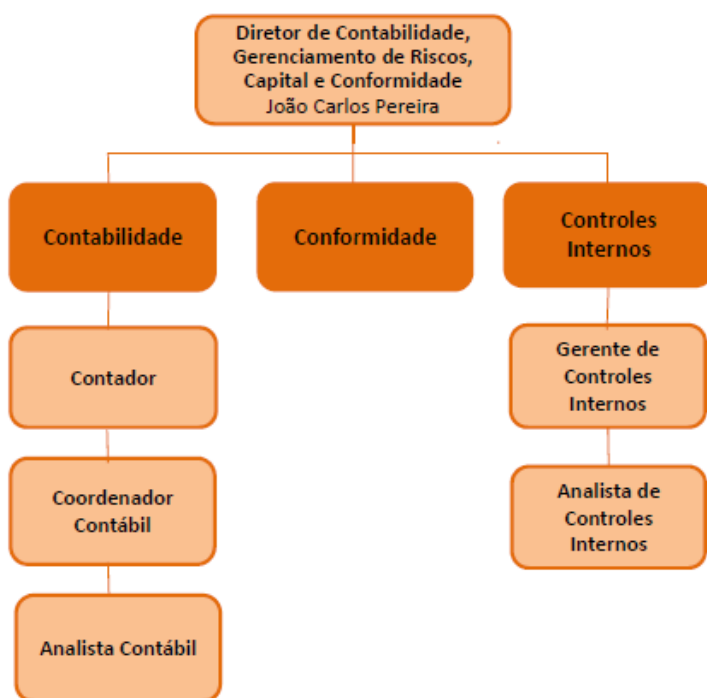 Diretor de Contabilidade,
Gerenciamento de Riscos,
Capital e Conformidade
João Carlos Pereira
Contabilidade
Conformidade
Controles
Internos
Contador
Gerente de
Controles
Internos
Coordenador
Contábil
Analista de
Controles
Internos
Analista Contábil